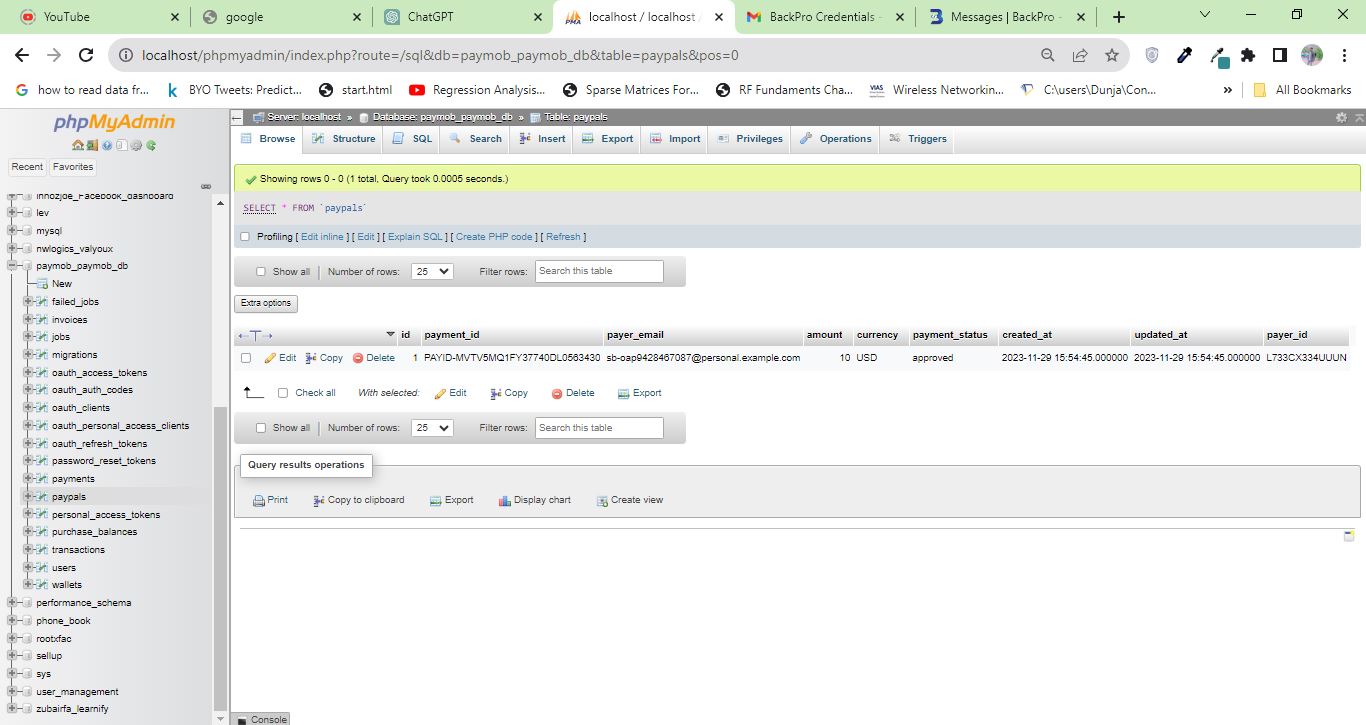 YouTube
google
ChatGPT
localhost / localhost /
BackPro Credentials -
Messages | BackPro -
localhost/phpmyadmin/index.php?route=/sql&db=paymob_paymob_db&table=paypals&pos=0
how to read data fr...
BYO Tweets: Predict...
start.html
Regression Analysis...
Sparse Matrices For...
RF Fundaments Cha...
Wireless Networkin...
C:\users\Dunja\Con...
»
All Bookmarks
phpMyAdmin
Recent
Favorites
innozjde_Facebook_dashboard
lev
mysql
nwlogics_valyoux
paymob_paymob_db
New
failed_jobs
invoices
jobs
migrations
oauth_access_tokens
oauth_auth_codes
oauth_clients
oauth_personal_access_clients
oauth_refresh_tokens
password_reset_tokens
payments
paypals
personal_access_tokens
purchase_balances
transactions
users
wallets
performance_schema
phone_book
rootxfac
sellup
sys
user_management
zubairfa_learnify
Server: localhost » Database: paymob_paymob_db » Table: paypals
Browse Structure SQL Search Insert Export Import Privileges Operations Triggers
Showing rows 0 - 0 (1 total, Query took 0.0005 seconds.)
SELECT * FROM `paypals`
Profiling [ Edit inline ] [ Edit ] [ Explain SQL ] [ Create PHP code ] [ Refresh ]
Show all | Number of rows: 25 Filter rows: Search this table
Extra options
id payment_id payer_email amount currency payment_status created_at updated_at payer_id
Edit Copy Delete 1 PAYID-MVTV5MQ1FY37740DL0563430 sb-oap9428467087@personal.example.com 10 USD approved 2023-11-29 15:54:45.000000 2023-11-29 15:54:45.000000 L733CX334UUUN
Check all With selected: Edit Copy Delete Export
Show all | Number of rows: 25 Filter rows: Search this table
Query results operations
Print Copy to clipboard Export Display chart Create view
Console